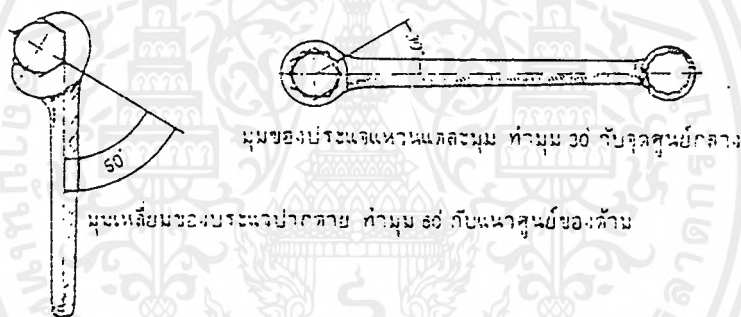 30°
มุมของประแจแหวนแต่ละมุม ทำมุม 30 กับจุดศูนย์กลาง
60
มุมเหลี่ยมของประแจปากตาย ทำมุม 60 กับแนวศูนย์ของด้าม